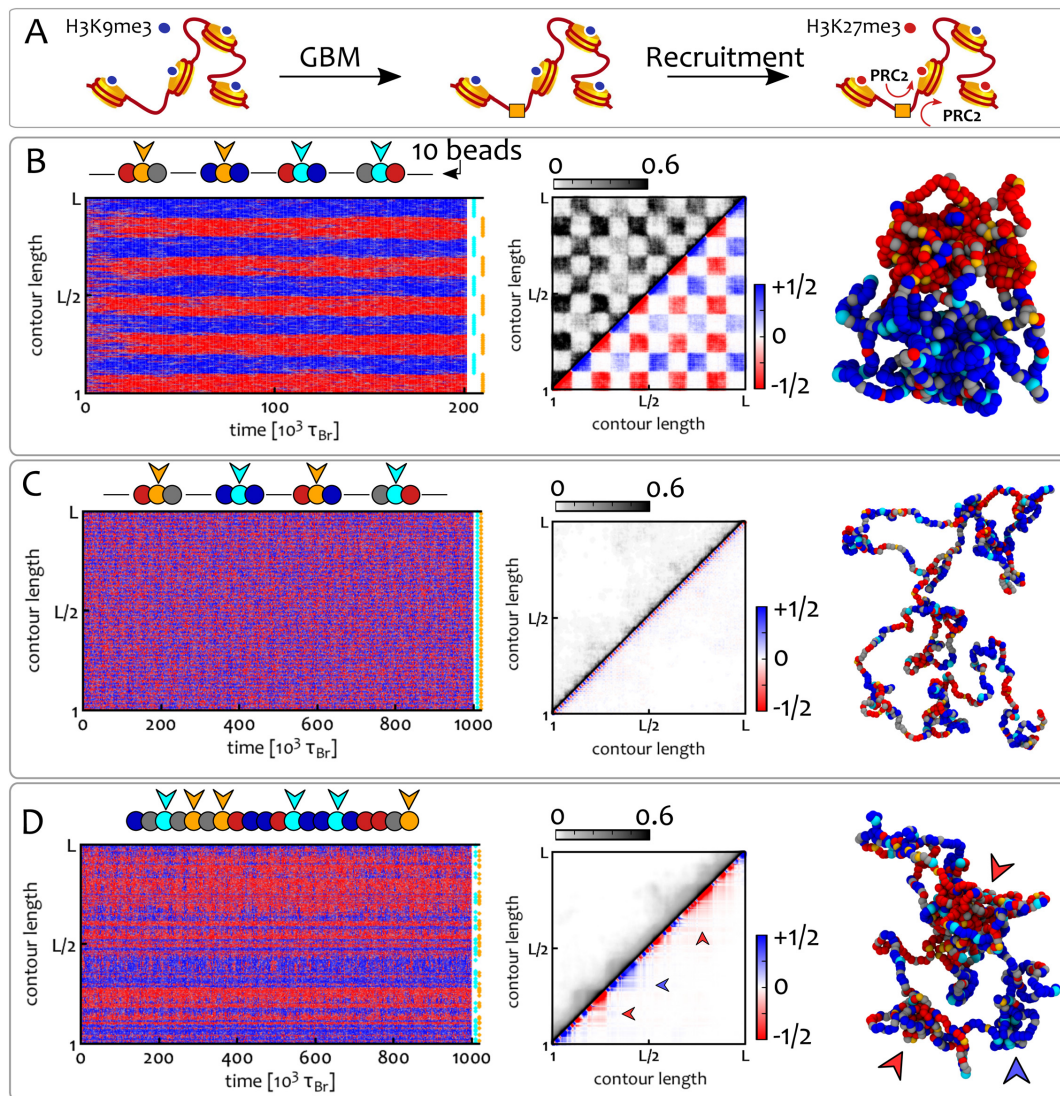 A
H3K9me3
GBM
Recruitment
H3K27me3
PRC2
PRC2
B
10 beads
L
L/2
1
contour length
0
100
200
time [10³ τBr]
0
0.6
L
L/2
1
contour length
1
L/2
L
contour length
+1/2
0
-1/2
C
L
L/2
1
contour length
0
200
400
600
800
1000
time [10³ τBr]
0
0.6
L
L/2
1
contour length
1
L/2
L
contour length
+1/2
0
-1/2
D
L
L/2
1
contour length
200
400
600
800
1000
time [10³ τBr]
0
0.6
L
L/2
1
contour length
1
L/2
L
contour length
+1/2
0
-1/2